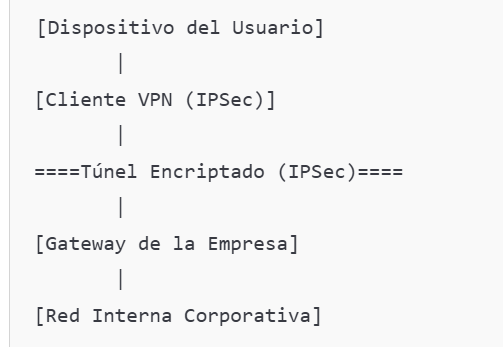 [Dispositivo del Usuario]
|
[Cliente VPN (IPSec)]
|
====Túnel Encriptado (IPSec)====
|
[Gateway de la Empresa]
|
[Red Interna Corporativa]